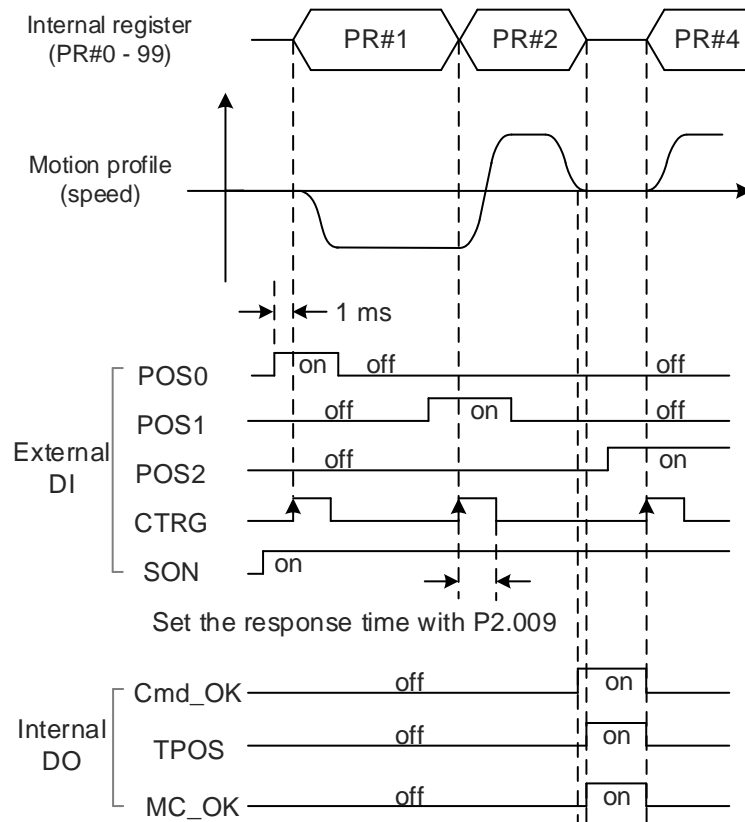 Internal register
(PR#0 - 99)
PR#1
PR#2
PR#4
Motion profile
(speed)
1 ms
POS0
on
off
off
POS1
off
on
off
External
DI
POS2
off
on
CTRG
SON
on
Set the response time with P2.009
Cmd_OK
off
on
Internal
DO
TPOS
off
on
MC_OK
off
on